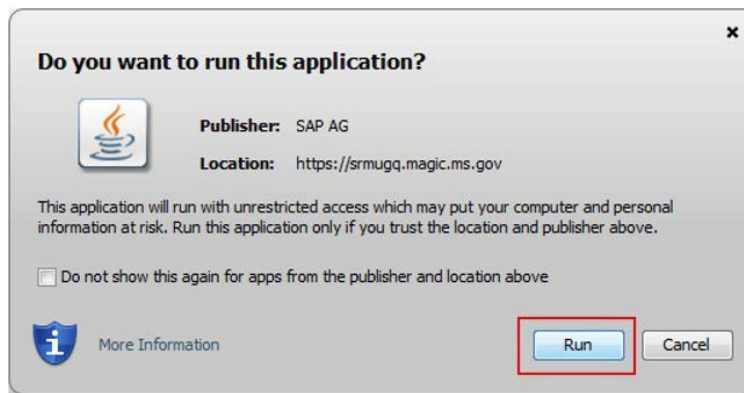 Do you want to run this application?
Publisher: SAP AG
Location: https://srmugq.magic.ms.gov
This application will run with unrestricted access which may put your computer and personal
information at risk. Run this application only if you trust the location and publisher above.
Do not show this again for apps from the publisher and location above
More Information
Run
Cancel